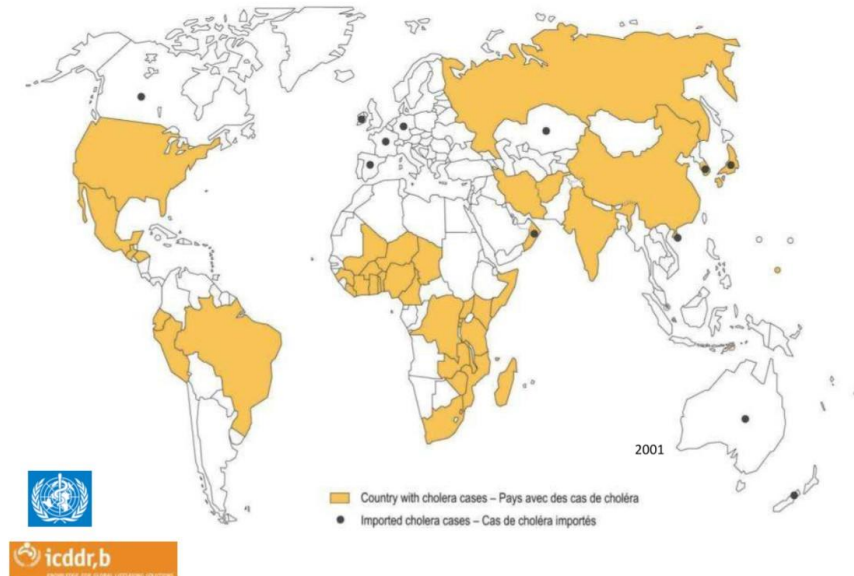 2001
Country with cholera cases – Pays avec des cas de choléra
Imported cholera cases – Cas de choléra importés
icddr,b